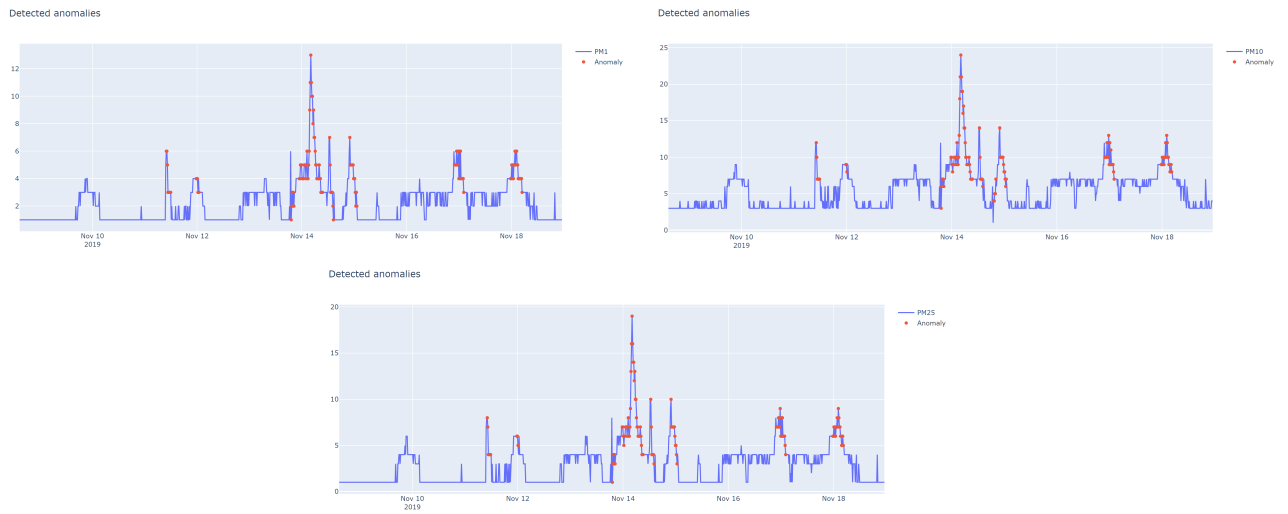 Detected anomalies
PM1
Anomaly
12
10
8
6
4
2
Nov 10
2019
Nov 12
Nov 14
Nov 16
Nov 18
Detected anomalies
PM10
Anomaly
25
20
15
10
5
0
Nov 10
2019
Nov 12
Nov 14
Nov 16
Nov 18
Detected anomalies
PM25
Anomaly
20
15
10
5
0
Nov 10
2019
Nov 12
Nov 14
Nov 16
Nov 18